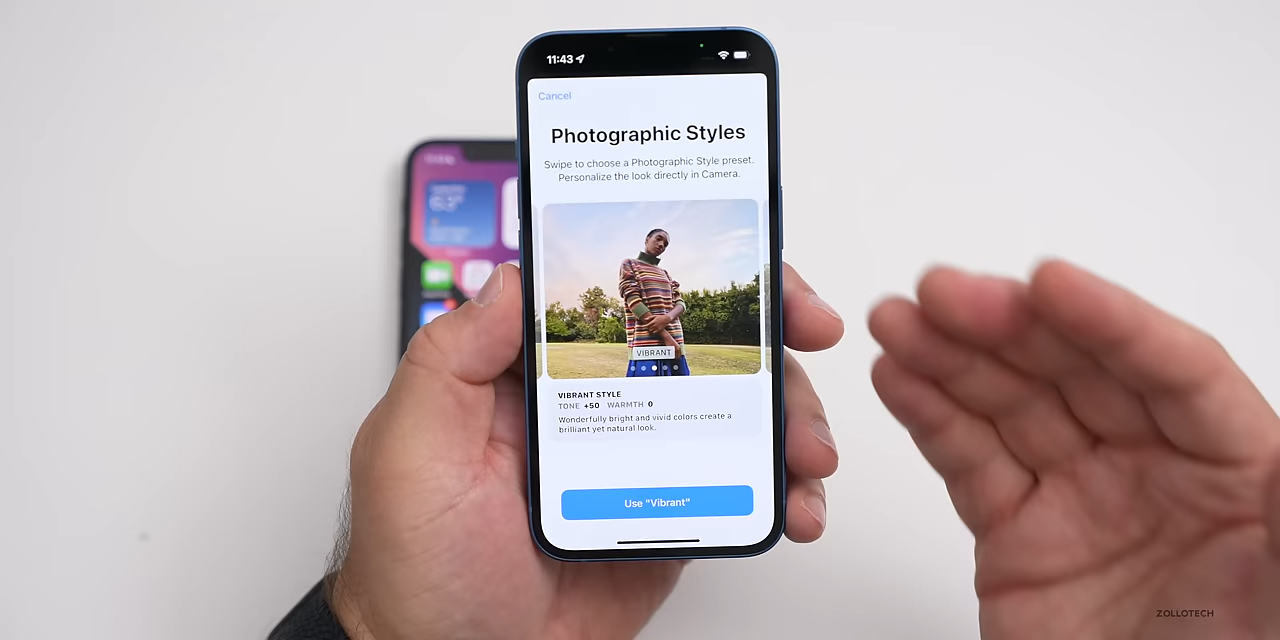 11:43
Cancel
Photographic Styles
Swipe to choose a Photographic Style preset.
Personalize the look directly in Camera.
VIBRANT
VIBRANT STYLE
TONE +50 WARMTH 0
Wonderfully bright and vivid colors create a
brilliant yet natural look.
Use "Vibrant"
ZOLLOTECH